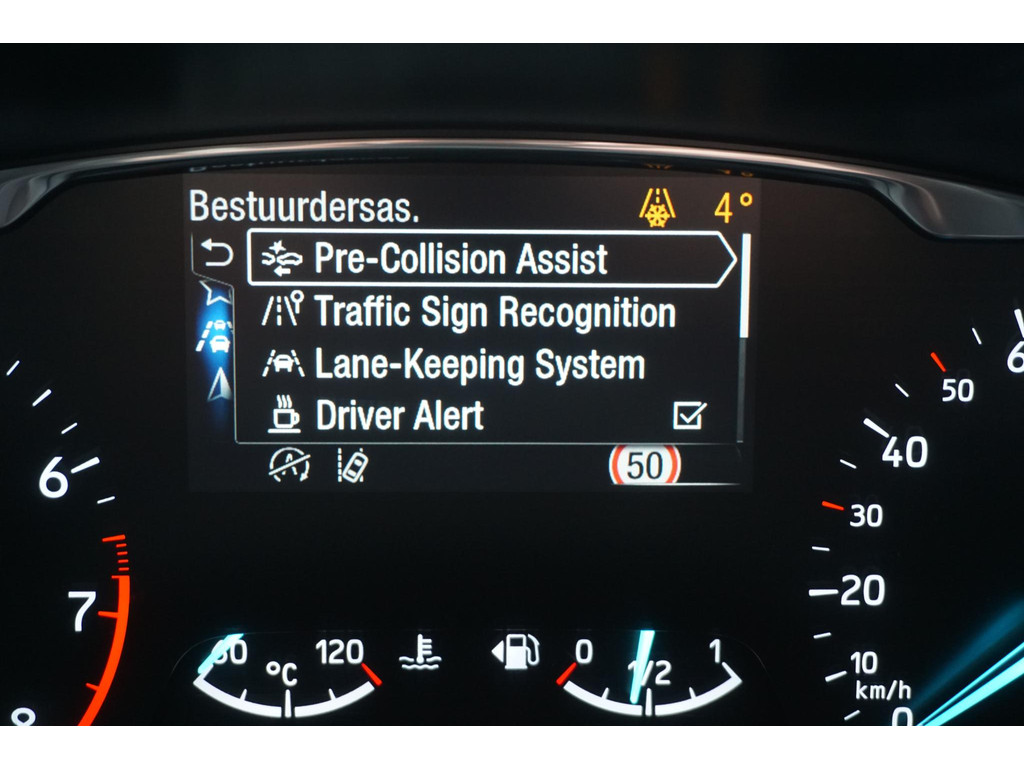 Bestuurdersas.
4°
Pre-Collision Assist
Traffic Sign Recognition
Lane-Keeping System
Driver Alert
50
6
7
8
60
50
40
30
20
10
km/h
0
120
°C
0
1/2
1